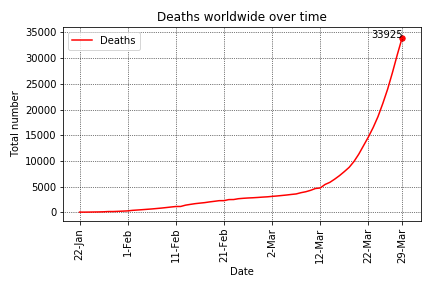 Deaths worldwide over time
Deaths
33925
35000
30000
25000
20000
15000
10000
5000
0
Total number
22-Jan
1-Feb
11-Feb
21-Feb
2-Mar
12-Mar
22-Mar
29-Mar
Date